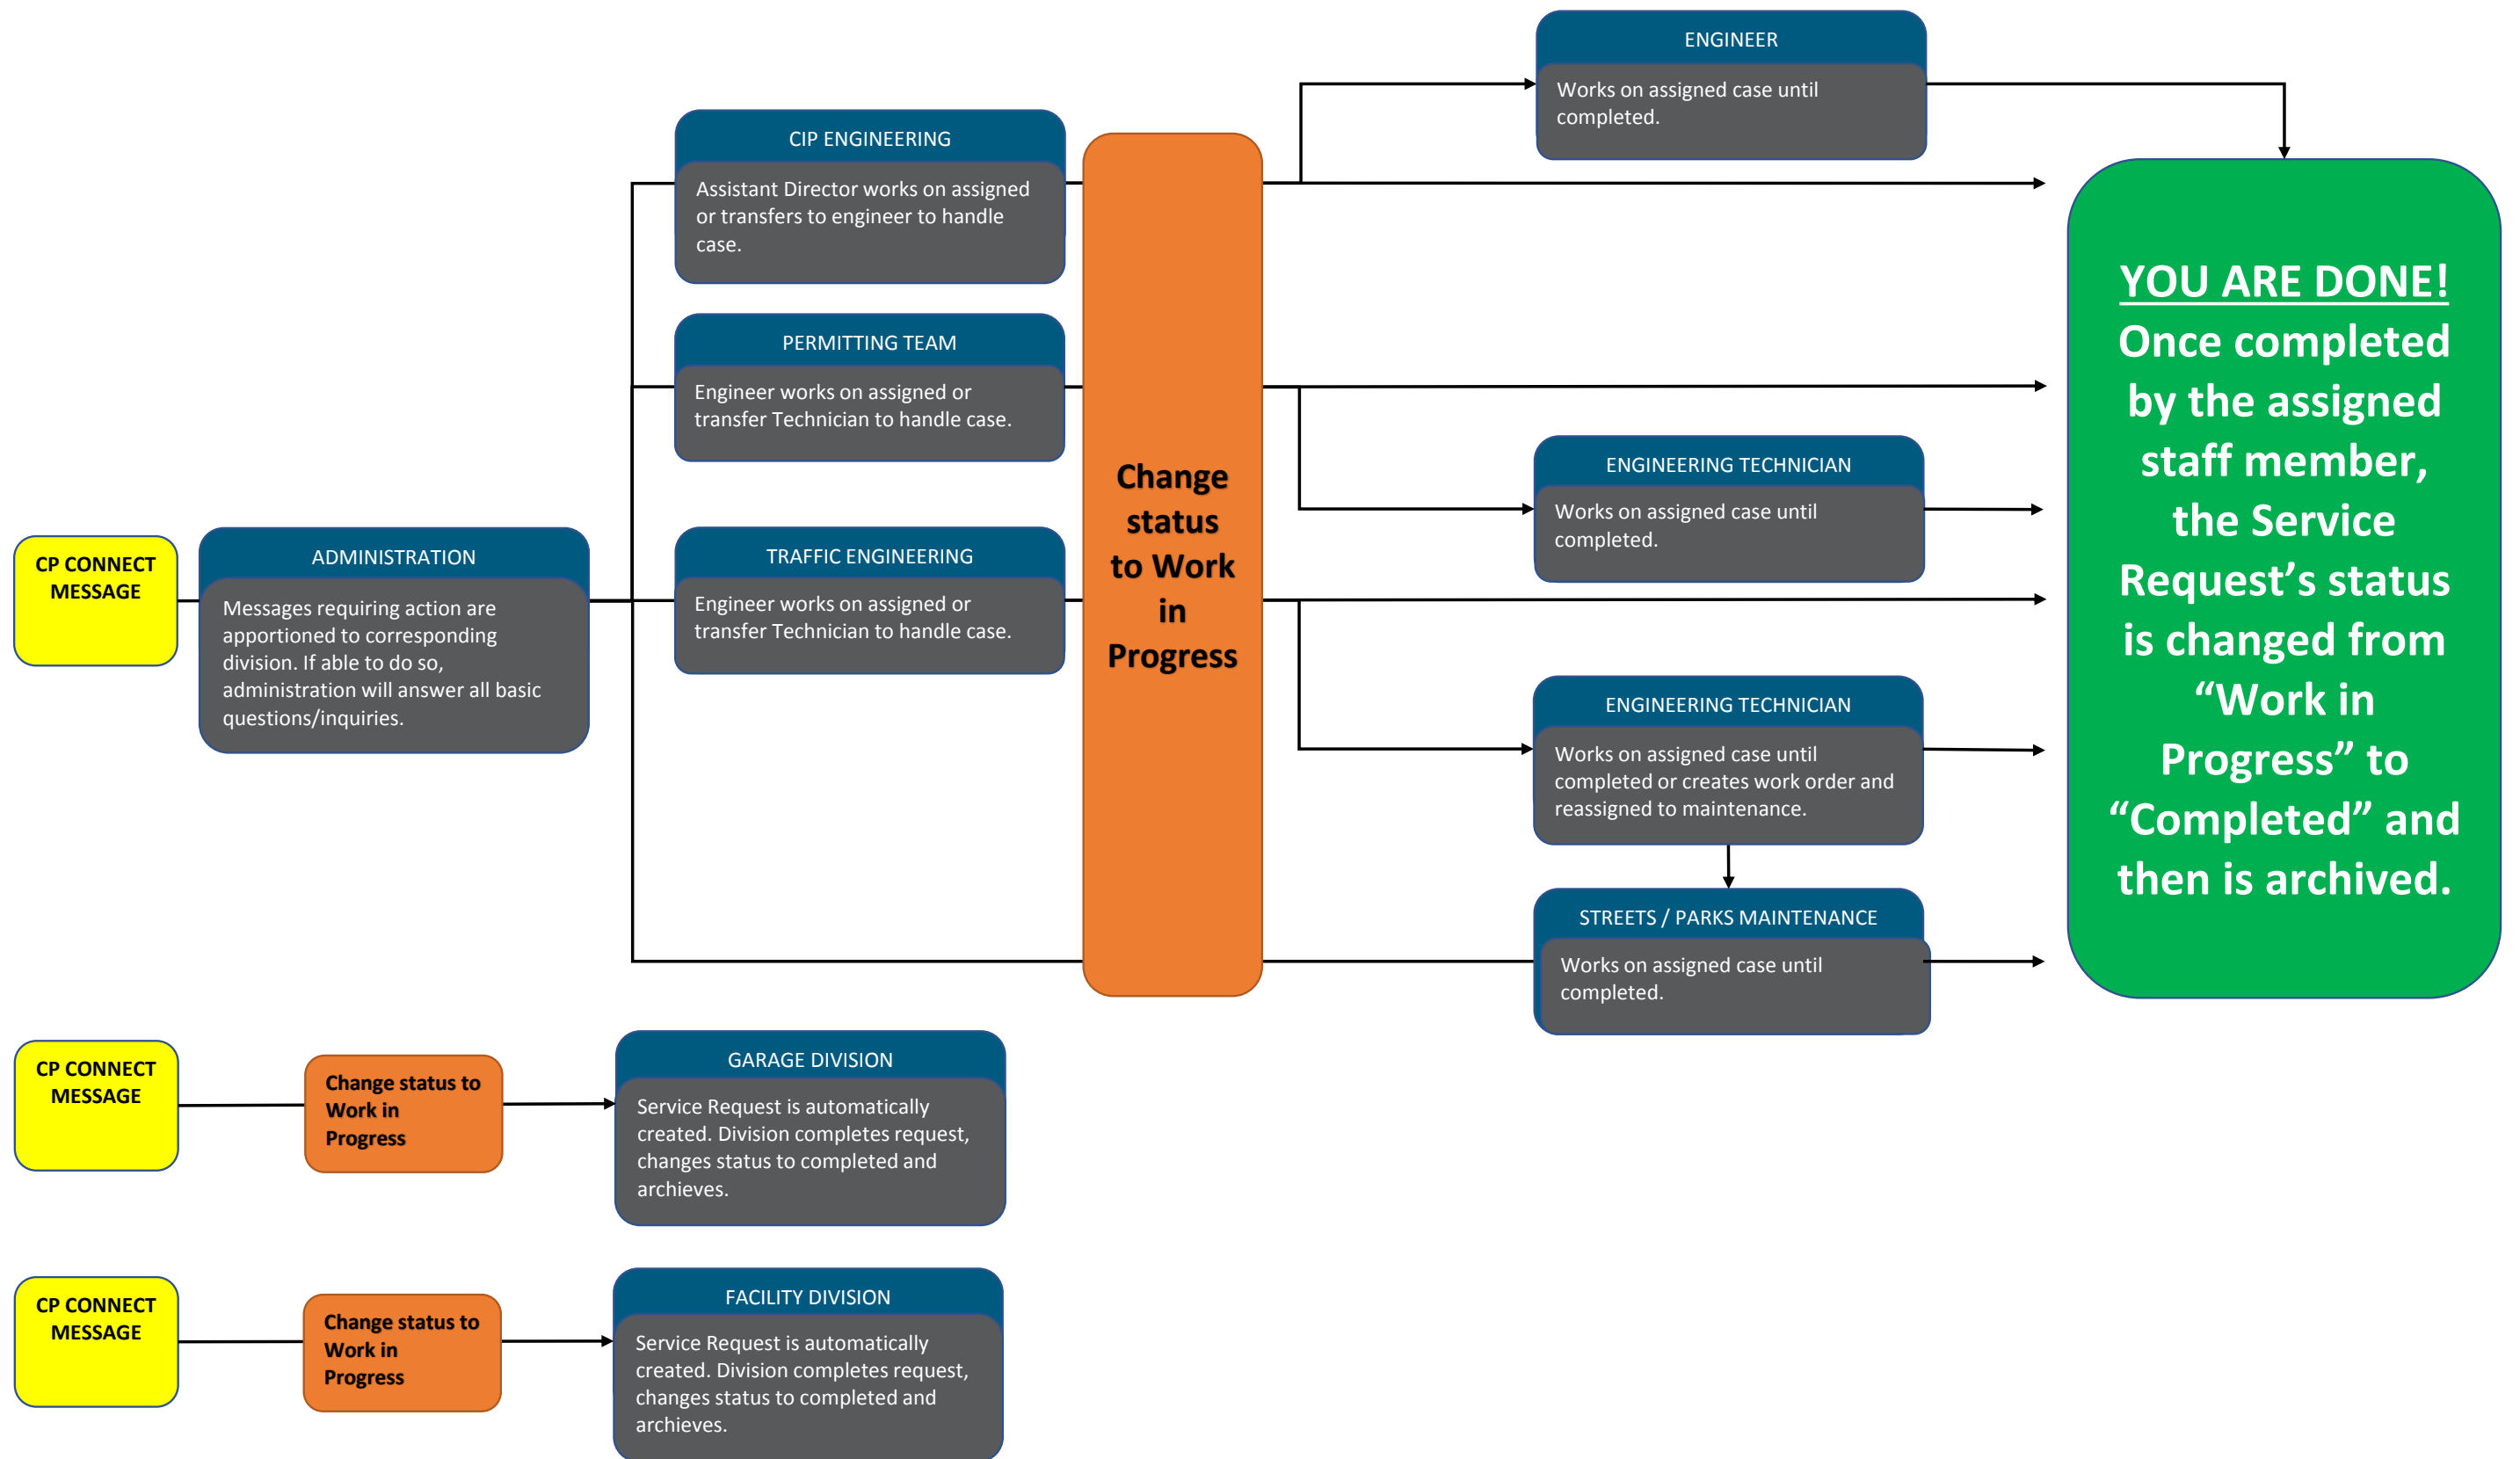 ENGINEER
Works on assigned case until
completed.
CIP ENGINEERING
Assistant Director works on assigned
or transfers to engineer to handle
case.
PERMITTING TEAM
Engineer works on assigned or
transfer Technician to handle case.
TRAFFIC ENGINEERING
Engineer works on assigned or
transfer Technician to handle case.
CP CONNECT
MESSAGE
ADMINISTRATION
Messages requiring action are
apportioned to corresponding
division. If able to do so,
administration will answer all basic
questions/inquiries.
Change
status
to Work
in
Progress
ENGINEERING TECHNICIAN
Works on assigned case until
completed.
ENGINEERING TECHNICIAN
Works on assigned case until
completed or creates work order and
reassigned to maintenance.
STREETS / PARKS MAINTENANCE
Works on assigned case until
completed.
YOU ARE DONE!
Once completed
by the assigned
staff member,
the Service
Request’s status
is changed from
“Work in
Progress” to
“Completed” and
then is archived.
CP CONNECT
MESSAGE
Change status to
Work in
Progress
GARAGE DIVISION
Service Request is automatically
created. Division completes request,
changes status to completed and
archieves.
CP CONNECT
MESSAGE
Change status to
Work in
Progress
FACILITY DIVISION
Service Request is automatically
created. Division completes request,
changes status to completed and
archieves.